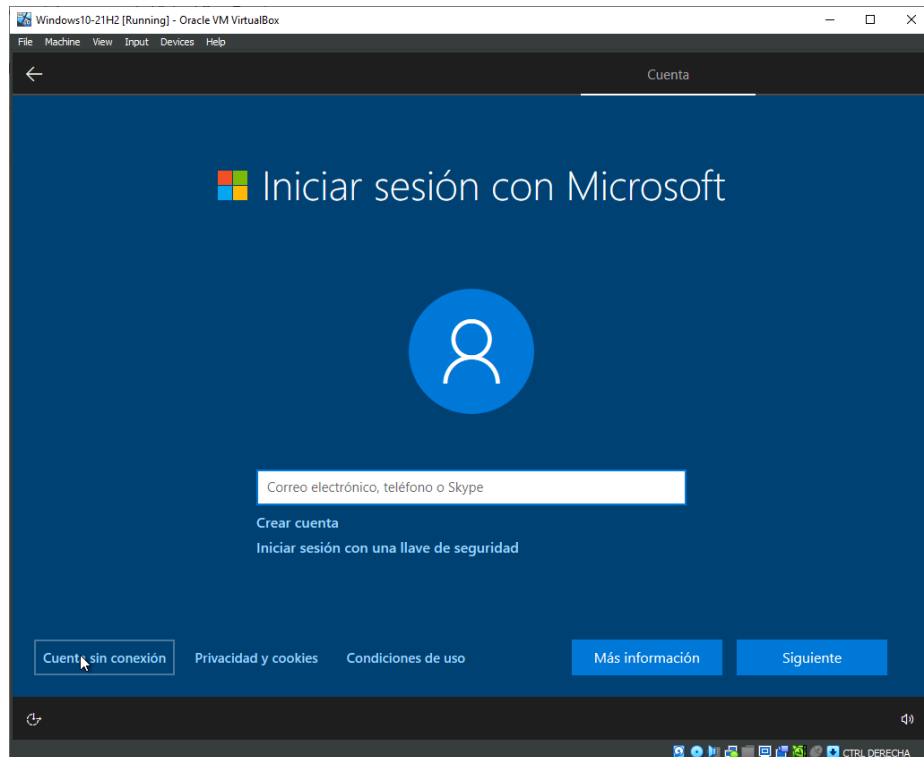 Windows10-21H2 [Running] - Oracle VM VirtualBox
File Machine View Input Devices Help
Cuenta
Iniciar sesión con Microsoft
Correo electrónico, teléfono o Skype
Crear cuenta
Iniciar sesión con una llave de seguridad
Cuenta sin conexión Privacidad y cookies Condiciones de uso Más información Siguiente
CTRL DERECHA